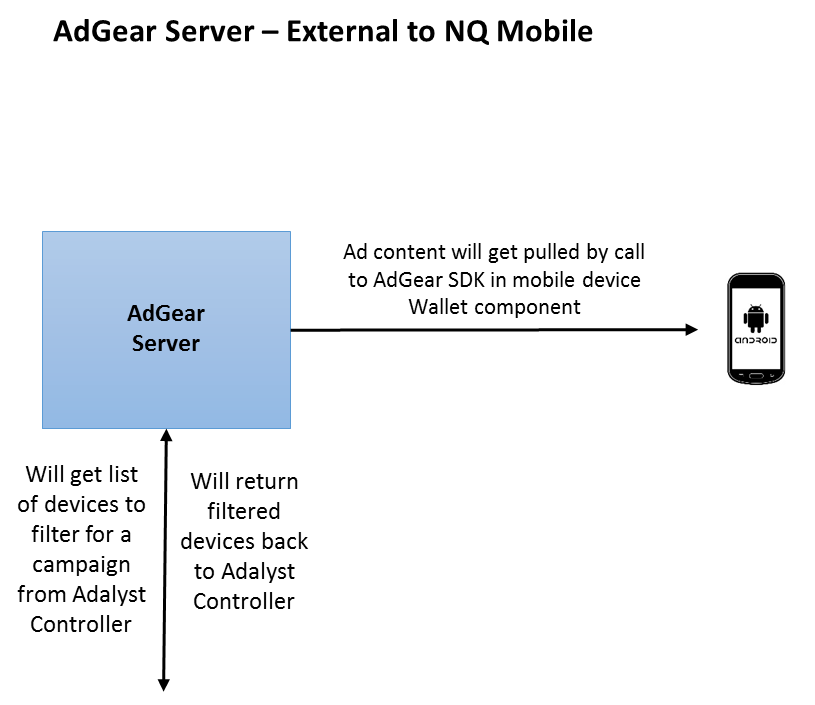 AdGear Server – External to NQ Mobile
Ad content will get pulled by call
to AdGear SDK in mobile device
Wallet component
AdGear
Server
ANDROID
Will get list
of devices to
filter for a
campaign
from Adalyst
Controller
Will return
filtered
devices back
to Adalyst
Controller